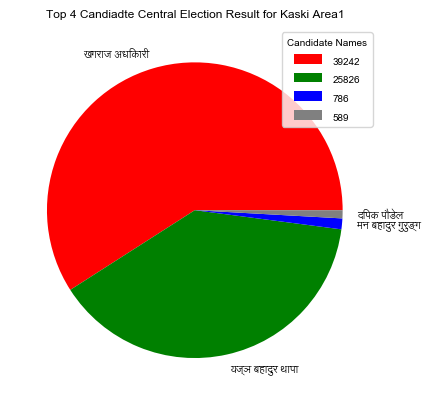 Top 4 Candiadte Central Election Result for Kaski Area1
खगराज अधिकारी
Candidate Names
39242
25826
786
589
दिपक पौडेल
मन बहादुर गुरुङ्ग
यज्ञ बहादुर थापा